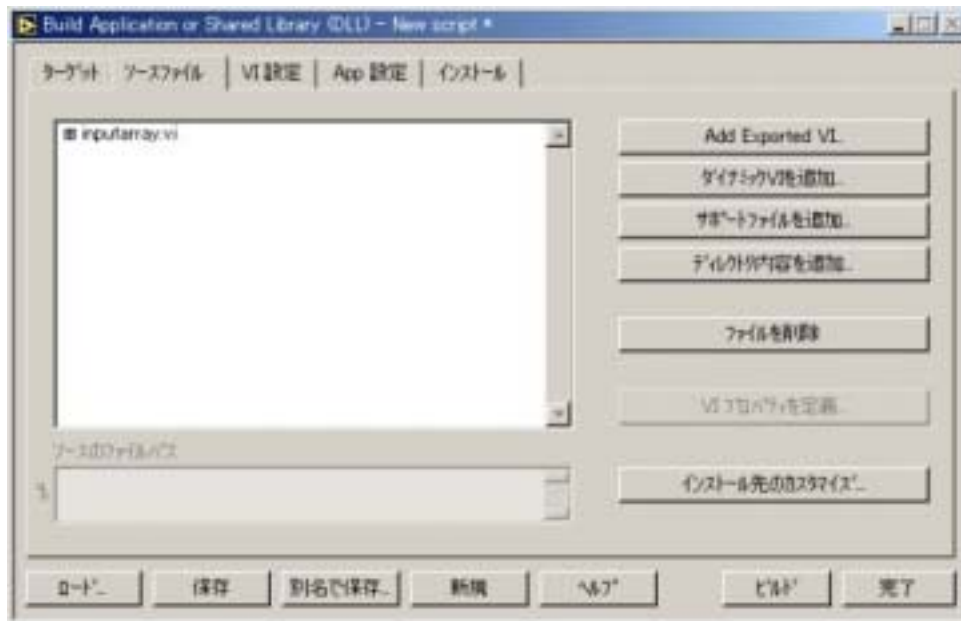 Build Application or Shared Library (DLL) - New script *
ターゲット ソースファイル VI 設定 App 設定 インストール
inputarray.vi
Add Exported VI...
ダイナミックVIを追加...
サポートファイルを追加...
ディレクトリ内容を追加...
ファイルを削除
VI プロパティを定義...
ソースのファイルパス
インストール先のカスタマイズ...
ロード... 保存 別名で保存... 新規 ヘルプ ビルド 完了